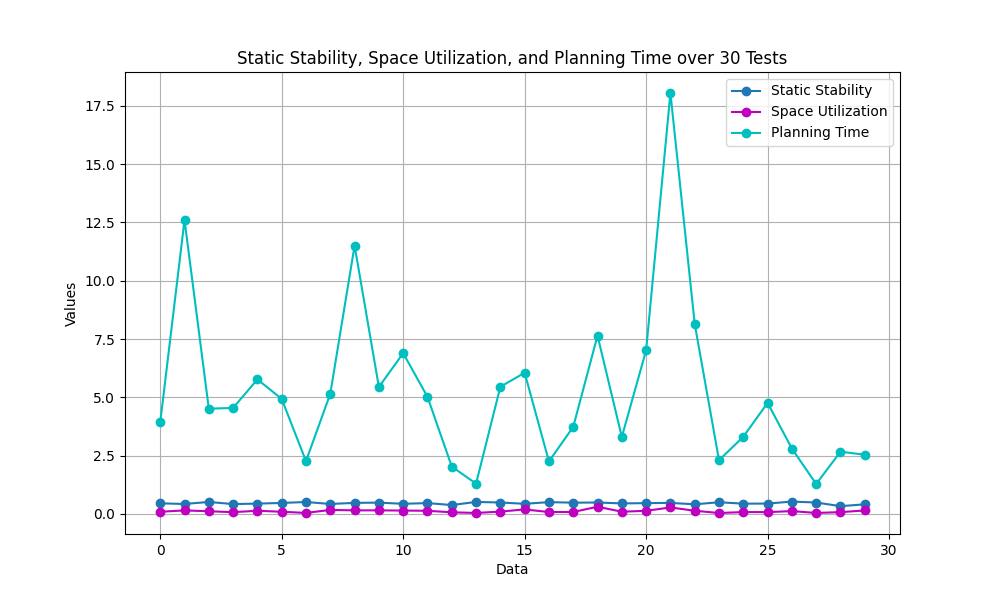 Static Stability, Space Utilization, and Planning Time over 30 Tests
Static Stability
Space Utilization
Planning Time
17.5
15.0
12.5
10.0
7.5
5.0
2.5
0.0
Values
0 5 10 15 20 25 30
Data